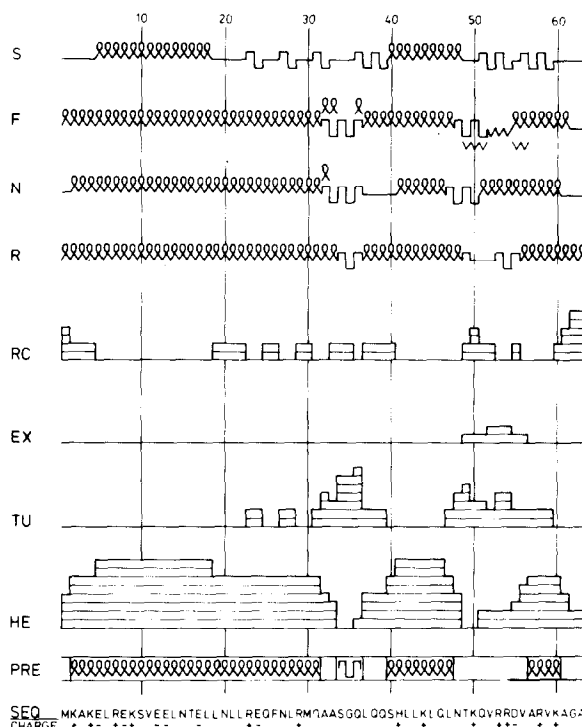 10 20 30 40 50 60
S
F
N
R
RC
EX
TU
HE
PRE
SEQ MKAKELREKSVEELNTELLNLLREQFNLRMQAASGQLQQSHLLKLGLNTKQVRRDVARVKAGA
CHARGE